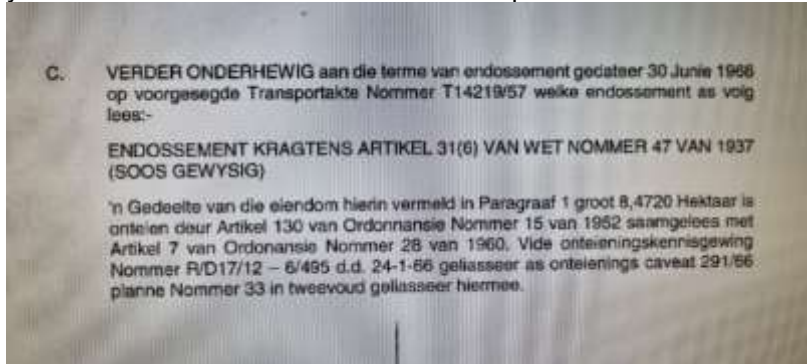 C. VERDER ONDERHEWIG aan die terme van endossement gedateer 30 Junie 1966
op voorgesegde Transportakte Nommer T14219/57 welke endossement as volg
lees:-
ENDOSSEMENT KRAGTENS ARTIKEL 31(6) VAN WET NOMMER 47 VAN 1937
(SOOS GEWYSIG)
'n Gedeelte van die eiendom hierin vermeld in Paragraaf 1 groot 8,4720 Hektaar is
onteien deur Artikel 130 van Ordonnansie Nommer 15 van 1952 saamgelees met
Artikel 7 van Ordonansie Nommer 28 van 1960. Vide onteieningskennisgewing
Nommer R/D17/12 – 6/495 d.d. 24-1-66 geliasseer as onteienings caveat 291/66
planne Nommer 33 in tweevoud geliasseer hiermee.